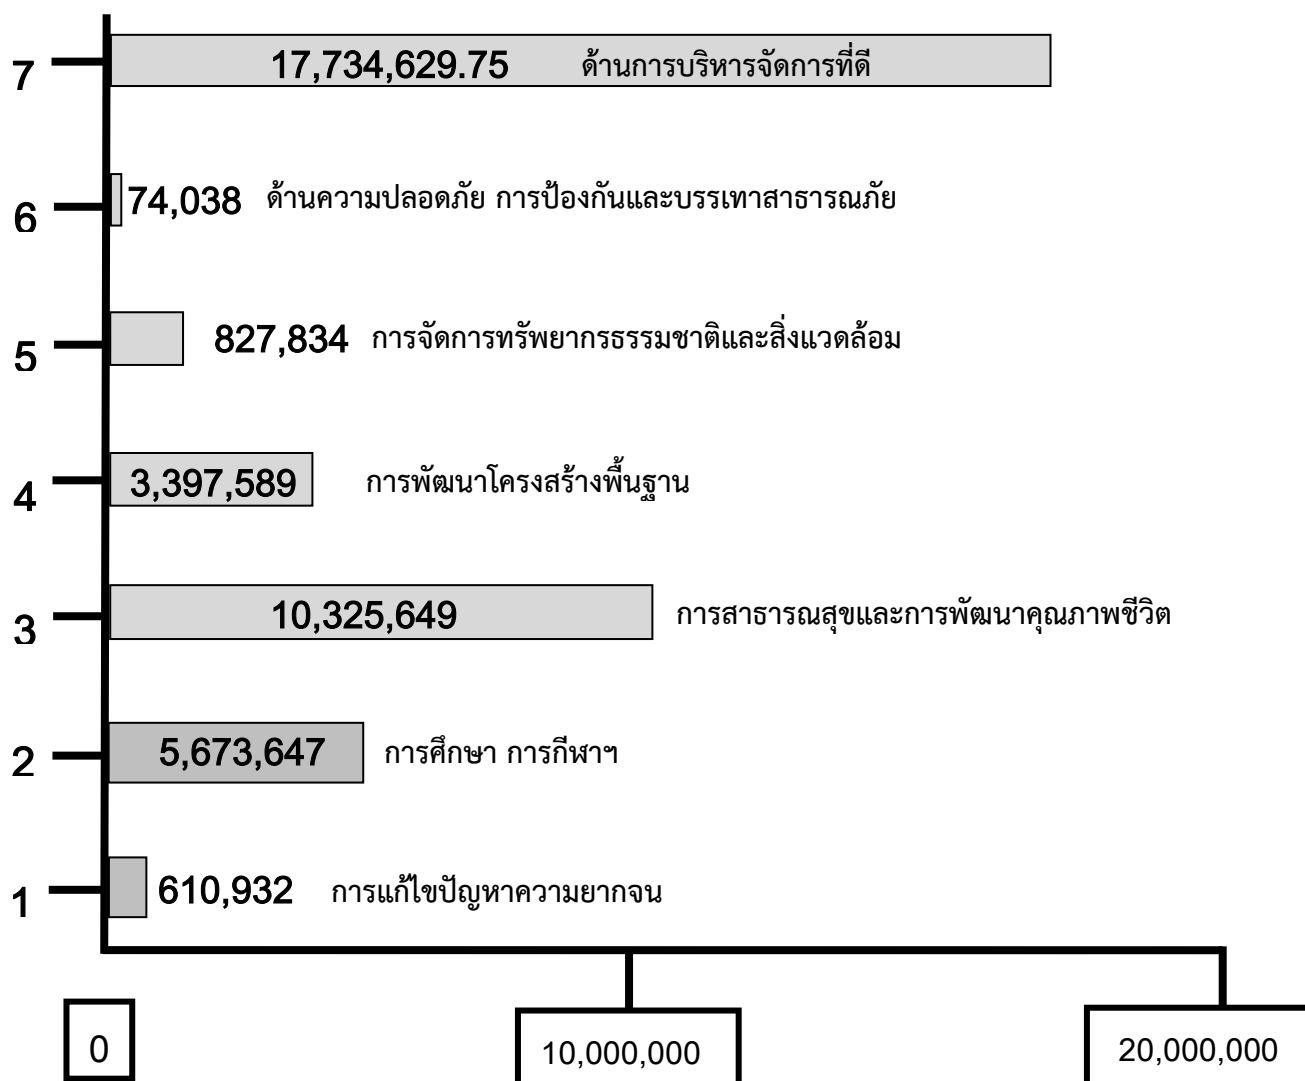 7 17,734,629.75 ด้านการบริหารจัดการที่ดี
6 74,038 ด้านความปลอดภัย การป้องกันและบรรเทาสาธารณภัย
5 827,834 การจัดการทรัพยากรธรรมชาติและสิ่งแวดล้อม
4 3,397,589 การพัฒนาโครงสร้างพื้นฐาน
3 10,325,649 การสาธารณสุขและการพัฒนาคุณภาพชีวิต
2 5,673,647 การศึกษา การกีฬาฯ
1 610,932 การแก้ไขปัญหาความยากจน
0 10,000,000 20,000,000